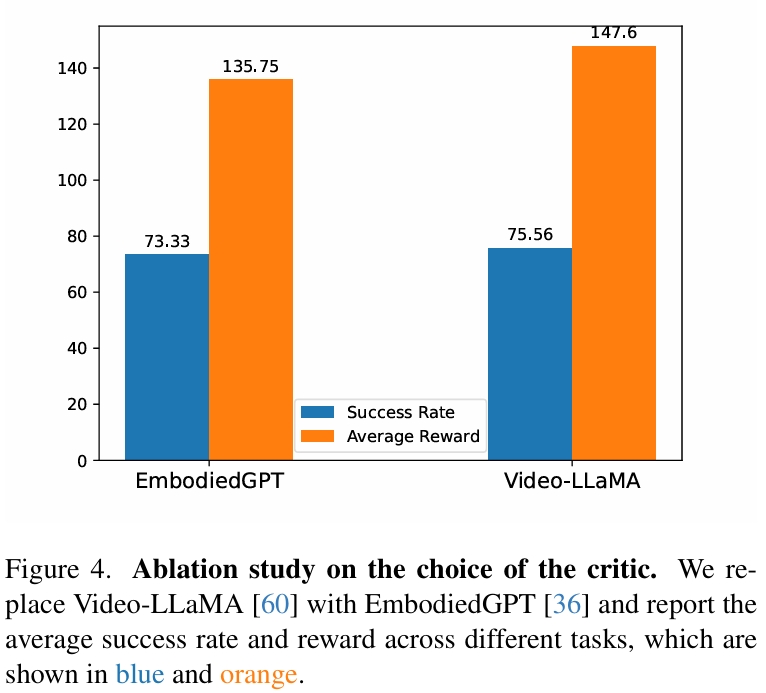 147.6
140
135.75
120
100
80
73.33
75.56
60
40
20
0
Success Rate
Average Reward
EmbodiedGPT
Video-LLaMA
Figure 4. Ablation study on the choice of the critic. We re-
place Video-LLaMA [60] with EmbodiedGPT [36] and report the
average success rate and reward across different tasks, which are
shown in blue and orange.